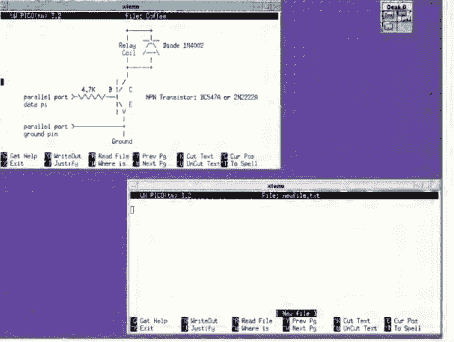 xterm
UW PICO(tm) 3.2 File: Coffee
Relay Diode 1N4002
Coil
4.7K B C
parallel port
data pi
NPN Transistor: BC547A or 2N2222A
E
parallel port
ground pin
Ground
^G Get Help ^O WriteOut ^R Read File ^Y Prev Pg ^K Cut Text ^C Cur Pos
^X Exit ^J Justify ^W Where is ^V Next Pg ^U UnCut Text ^T To Spell
Desk 0
xterm
UW PICO(tm) 3.2 File: newfile.txt
[ New file ]
^G Get Help ^O WriteOut ^R Read File ^Y Prev Pg ^K Cut Text ^C Cur Pos
^X Exit ^J Justify ^W Where is ^V Next Pg ^U UnCut Text ^T To Spell